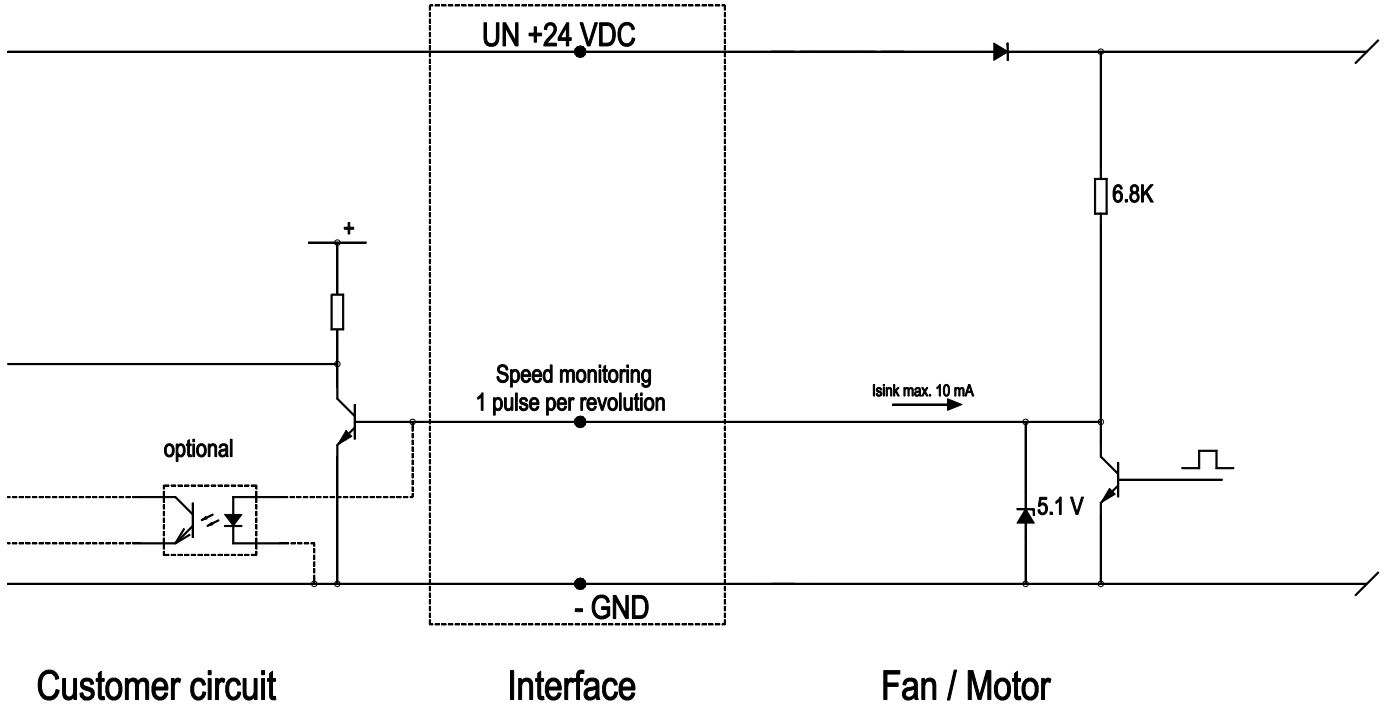 UN +24 VDC
6.8K
+
Speed monitoring
1 pulse per revolution
Isink max. 10 mA
optional
5.1 V
- GND
Customer circuit
Interface
Fan / Motor